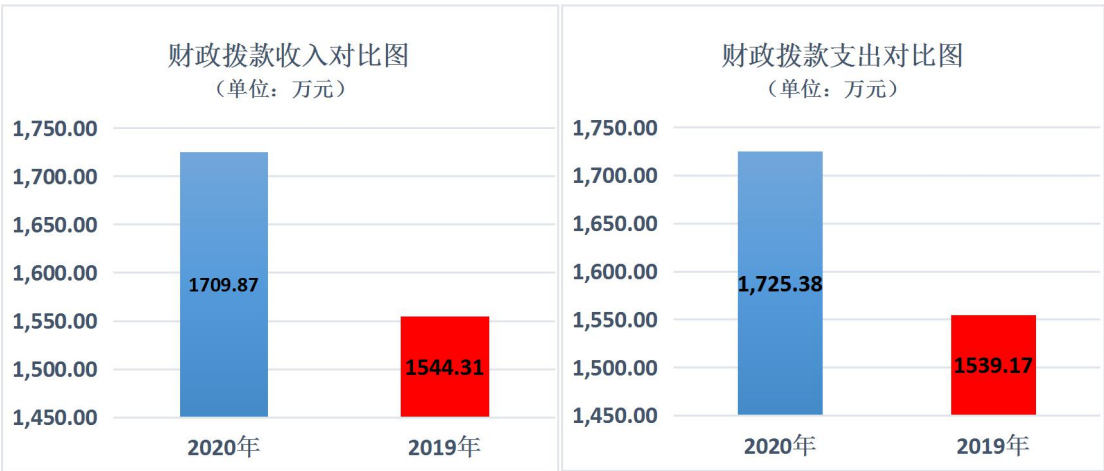 财政拨款收入对比图
（单位：万元）
1,750.00
1,700.00
1,650.00
1,600.00
1,550.00
1,500.00
1,450.00
1709.87
1544.31
2020年
2019年
财政拨款支出对比图
（单位：万元）
1,750.00
1,700.00
1,650.00
1,600.00
1,550.00
1,500.00
1,450.00
1,725.38
1539.17
2020年
2019年